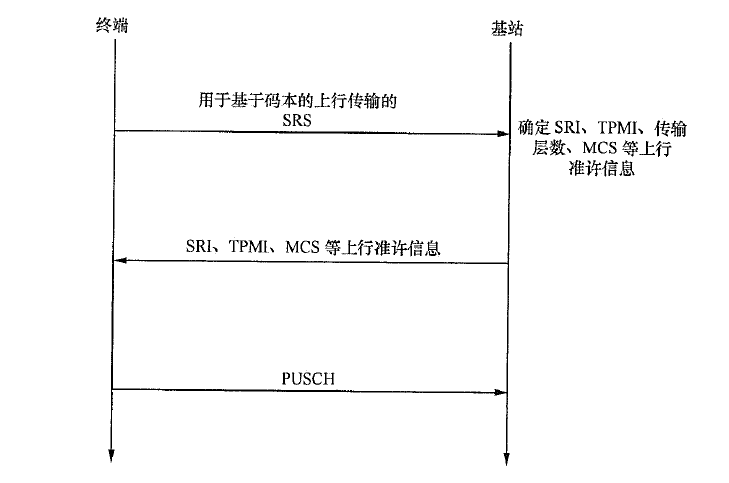 终端
基站
用于基于码本的上行传输的
SRS
确定 SRI、TPMI、传输
层数、MCS 等上行
准许信息
SRI、TPMI、MCS 等上行准许信息
PUSCH